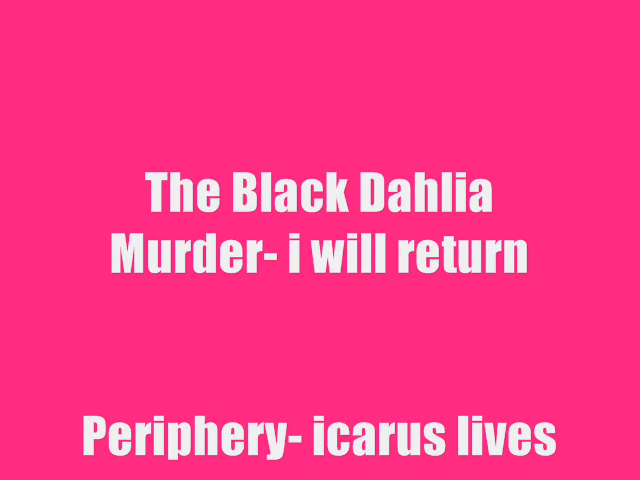 The Black Dahlia
Murder- i will return
Periphery- icarus lives